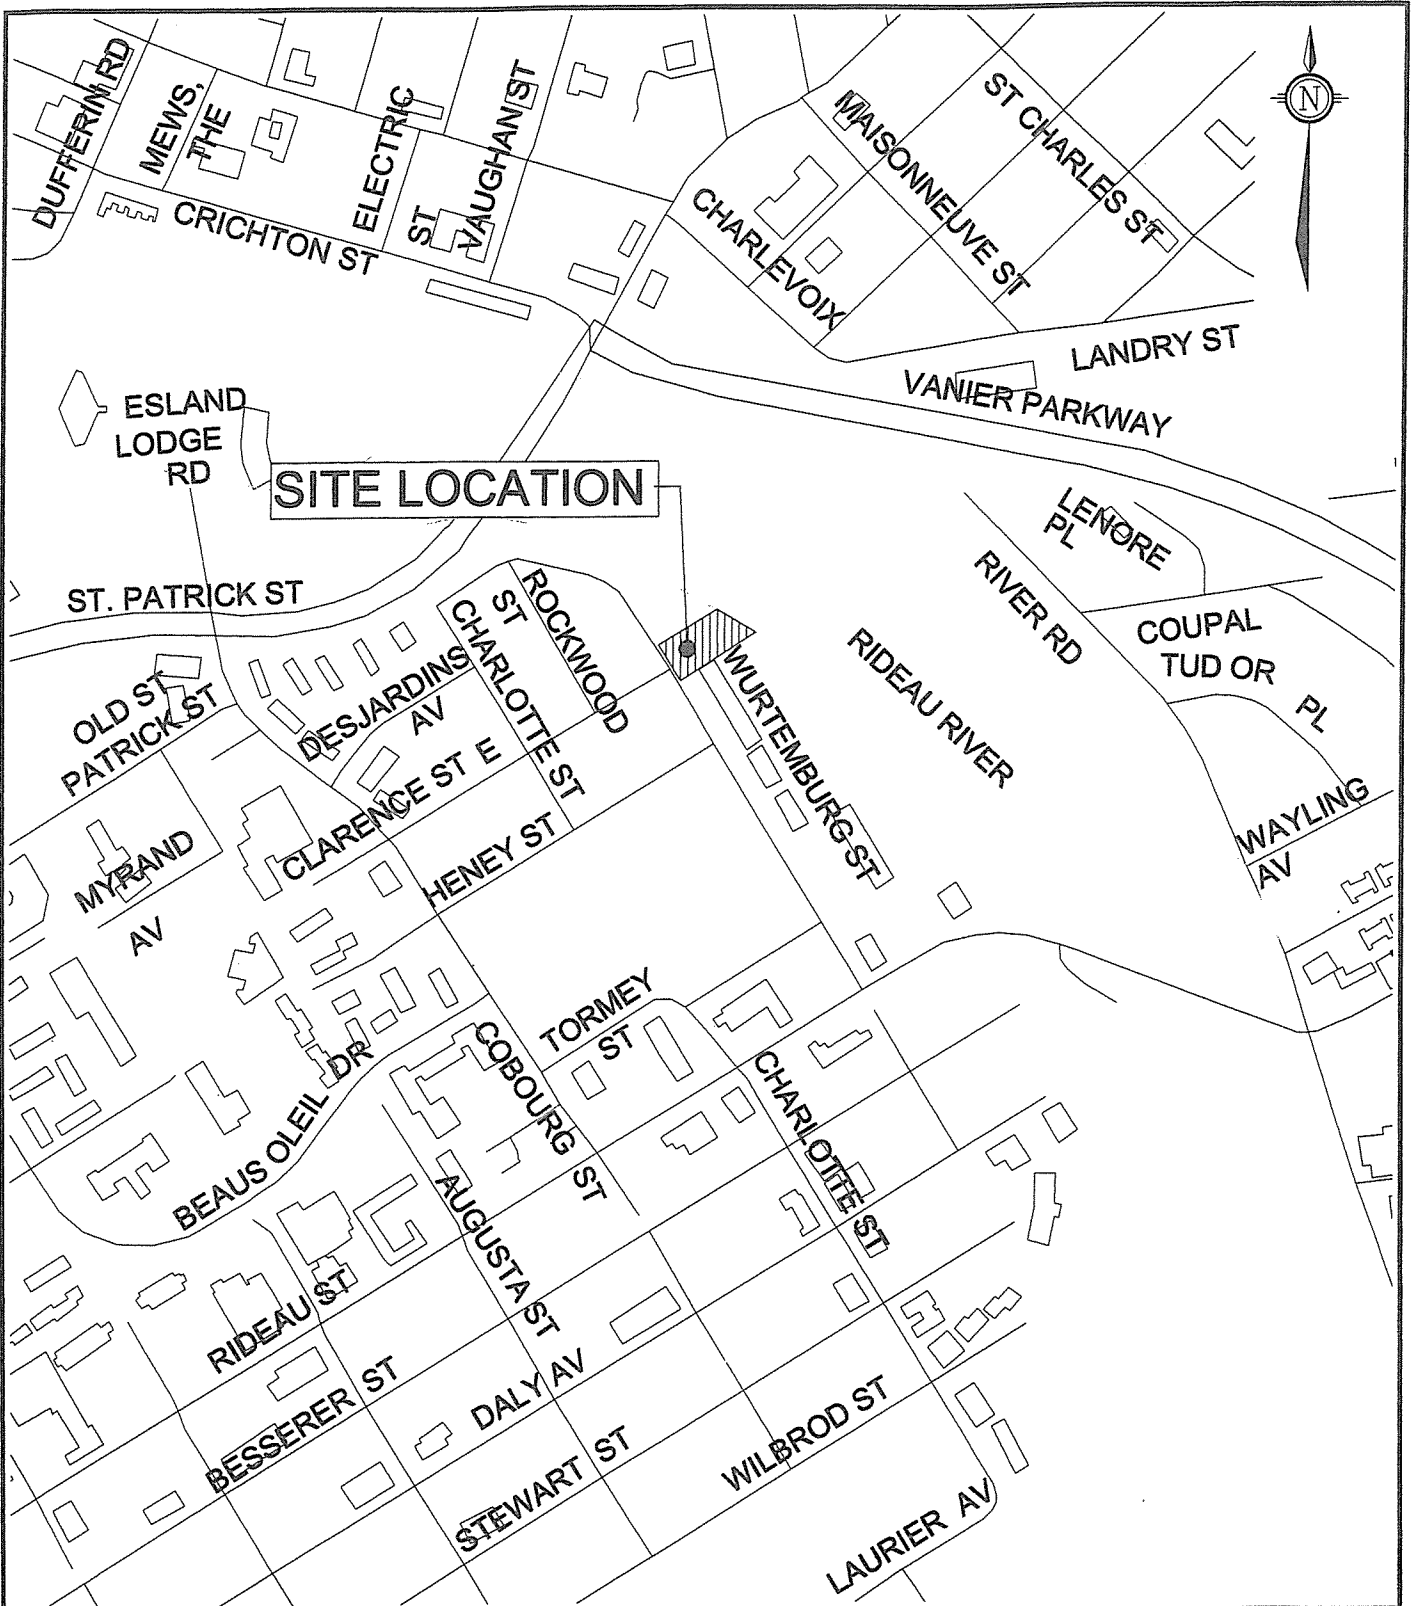 DUFFERIN RD
MEWS,
THE
ELECTRIC
ST
VAUGHAN ST
CRICHTON ST
MAISONNEUVE ST
ST CHARLES ST
CHARLEVOIX
N
LANDRY ST
VANIER PARKWAY
ESLAND
LODGE
RD
SITE LOCATION
LENORE
PL
RIVER RD
COUPAL
TUD OR
PL
ST. PATRICK ST
ROCKWOOD
ST
CHARLOTTE ST
DESJARDINS
AV
OLD ST
PATRICK ST
WURTEMBURG ST
RIDEAU RIVER
CLARENCE ST E
HENEY ST
MYRAND
AV
WAYLING
AV
TORMEY
ST
COBOURG ST
CHARLOTTE ST
BEAUS OLEIL DR
AUGUSTA ST
RIDEAU ST
BESSERER ST
DALY AV
STEWART ST
WILBROD ST
LAURIER AV